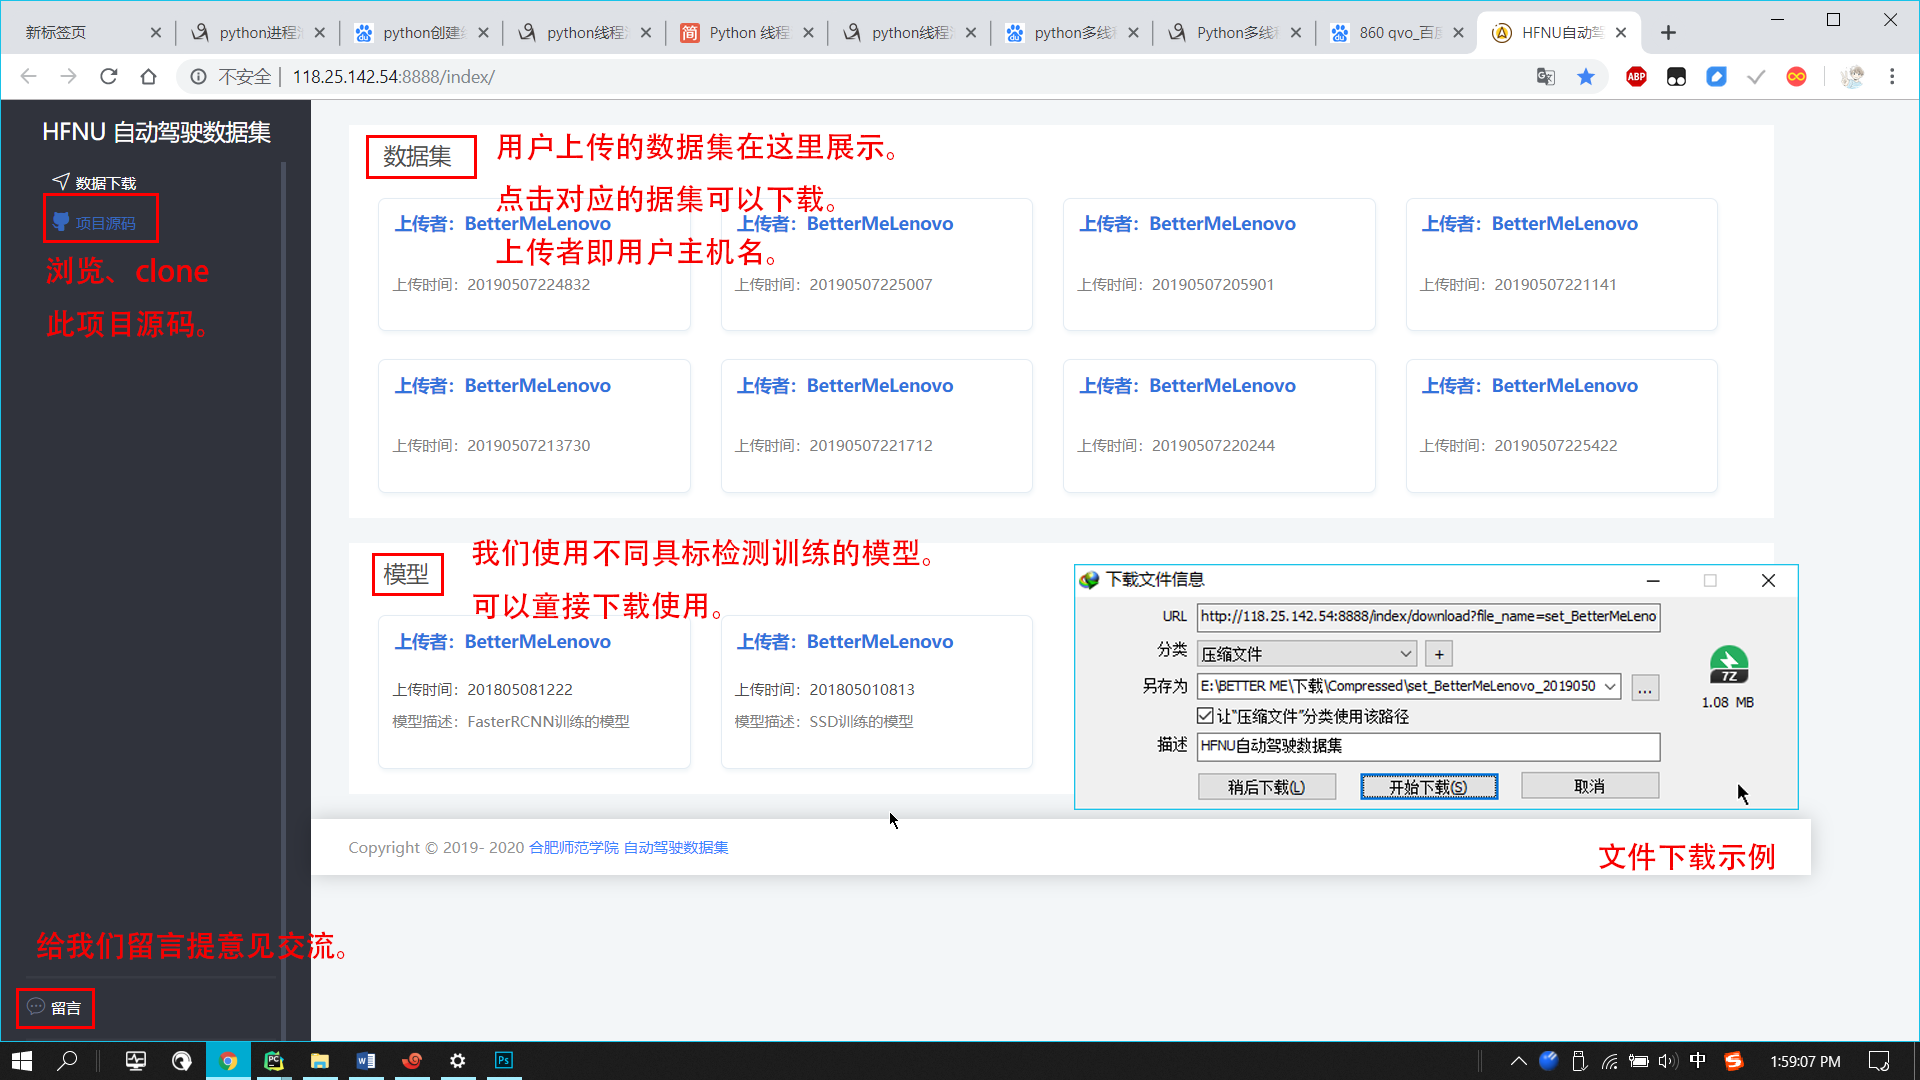 新标签页
python进程
python创建
python线程
Python 线程
python线程
python多线
Python多线
860 qvo_百
HFNU自动驾
不安全 | 118.25.142.54:8888/index/
ABP
HFNU 自动驾驶数据集
数据下载
项目源码
浏览、clone
此项目源码。
给我们留言提意见交流。
留言
数据集
用户上传的数据集在这里展示。
点击对应的据集可以下载。
上传者即用户主机名。
上传者：BetterMeLenovo
上传时间：20190507224832
上传者：BetterMeLenovo
上传时间：20190507225007
上传者：BetterMeLenovo
上传时间：20190507205901
上传者：BetterMeLenovo
上传时间：20190507221141
上传者：BetterMeLenovo
上传时间：20190507213730
上传者：BetterMeLenovo
上传时间：20190507221712
上传者：BetterMeLenovo
上传时间：20190507220244
上传者：BetterMeLenovo
上传时间：20190507225422
模型
我们使用不同具标检测训练的模型。
可以童接下载使用。
上传者：BetterMeLenovo
上传时间：201805081222
模型描述：FasterRCNN训练的模型
上传者：BetterMeLenovo
上传时间：201805010813
模型描述：SSD训练的模型
下载文件信息
URL http://118.25.142.54:8888/index/download?file_name=set_BetterMeLeno
分类 压缩文件 +
另存为 E:\BETTER ME\下载\Compressed\set_BetterMeLenovo_2019050 ...
让“压缩文件”分类使用该路径
描述 HFNU自动驾驶数据集
7Z
1.08 MB
稍后下载(L) 开始下载(S) 取消
Copyright © 2019- 2020 合肥师范学院 自动驾驶数据集
文件下载示例
中
1:59:07 PM